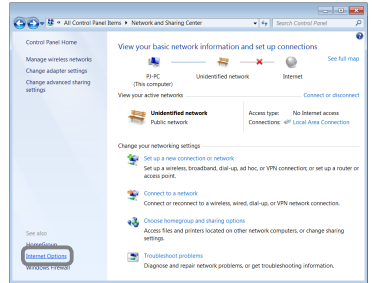 « All Control Panel Items ▸ Network and Sharing Center
Search Control Panel
Control Panel Home
Manage wireless networks
Change adapter settings
Change advanced sharing
settings
See also
HomeGroup
Internet Options
Windows Firewall
View your basic network information and set up connections
See full map
PJ-PC
(This computer)
Unidentified network
Internet
View your active networks
Connect or disconnect
Unidentified network
Public network
Access type: No Internet access
Connections: Local Area Connection
Change your networking settings
Set up a new connection or network
Set up a wireless, broadband, dial-up, ad hoc, or VPN connection; or set up a router or
access point.
Connect to a network
Connect or reconnect to a wireless, wired, dial-up, or VPN network connection.
Choose homegroup and sharing options
Access files and printers located on other network computers, or change sharing
settings.
Troubleshoot problems
Diagnose and repair network problems, or get troubleshooting information.